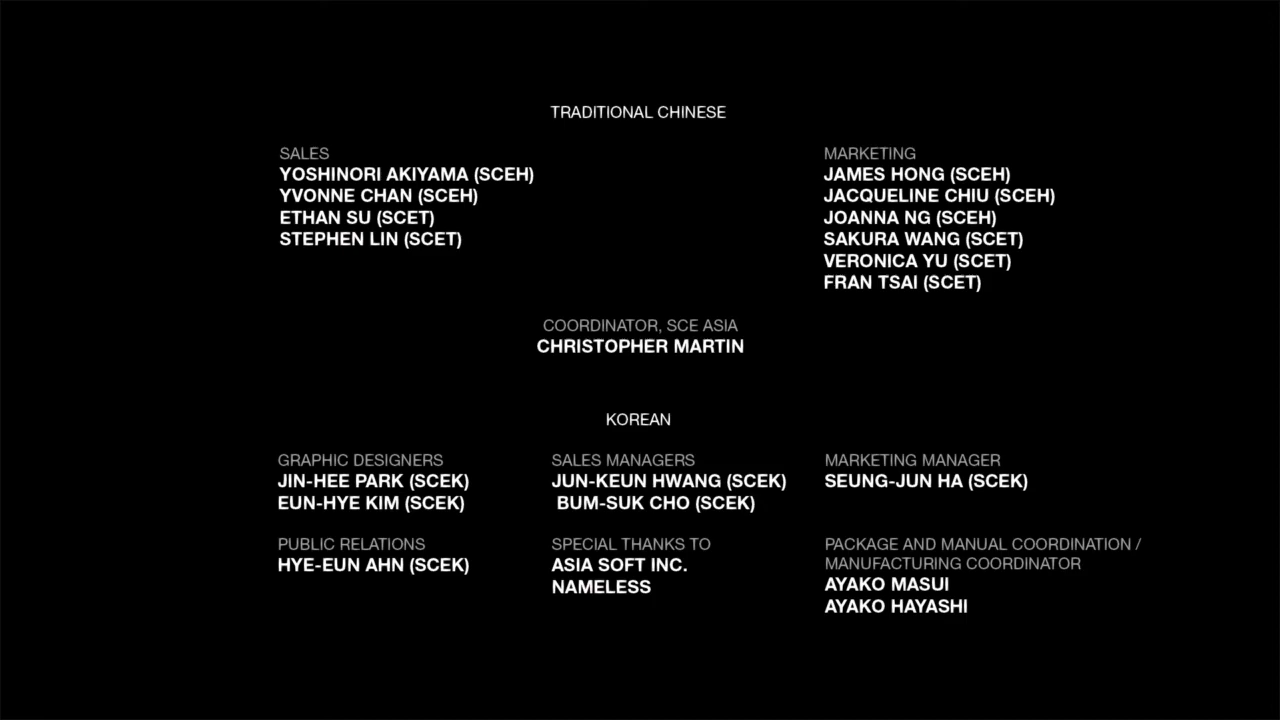 TRADITIONAL CHINESE
SALES
YOSHINORI AKIYAMA (SCEH)
YVONNE CHAN (SCEH)
ETHAN SU (SCET)
STEPHEN LIN (SCET)
MARKETING
JAMES HONG (SCEH)
JACQUELINE CHIU (SCEH)
JOANNA NG (SCEH)
SAKURA WANG (SCET)
VERONICA YU (SCET)
FRAN TSAI (SCET)
COORDINATOR, SCE ASIA
CHRISTOPHER MARTIN
KOREAN
GRAPHIC DESIGNERS
JIN-HEE PARK (SCEK)
EUN-HYE KIM (SCEK)
SALES MANAGERS
JUN-KEUN HWANG (SCEK)
BUM-SUK CHO (SCEK)
MARKETING MANAGER
SEUNG-JUN HA (SCEK)
PUBLIC RELATIONS
HYE-EUN AHN (SCEK)
SPECIAL THANKS TO
ASIA SOFT INC.
NAMELESS
PACKAGE AND MANUAL COORDINATION /
MANUFACTURING COORDINATOR
AYAKO MASUI
AYAKO HAYASHI